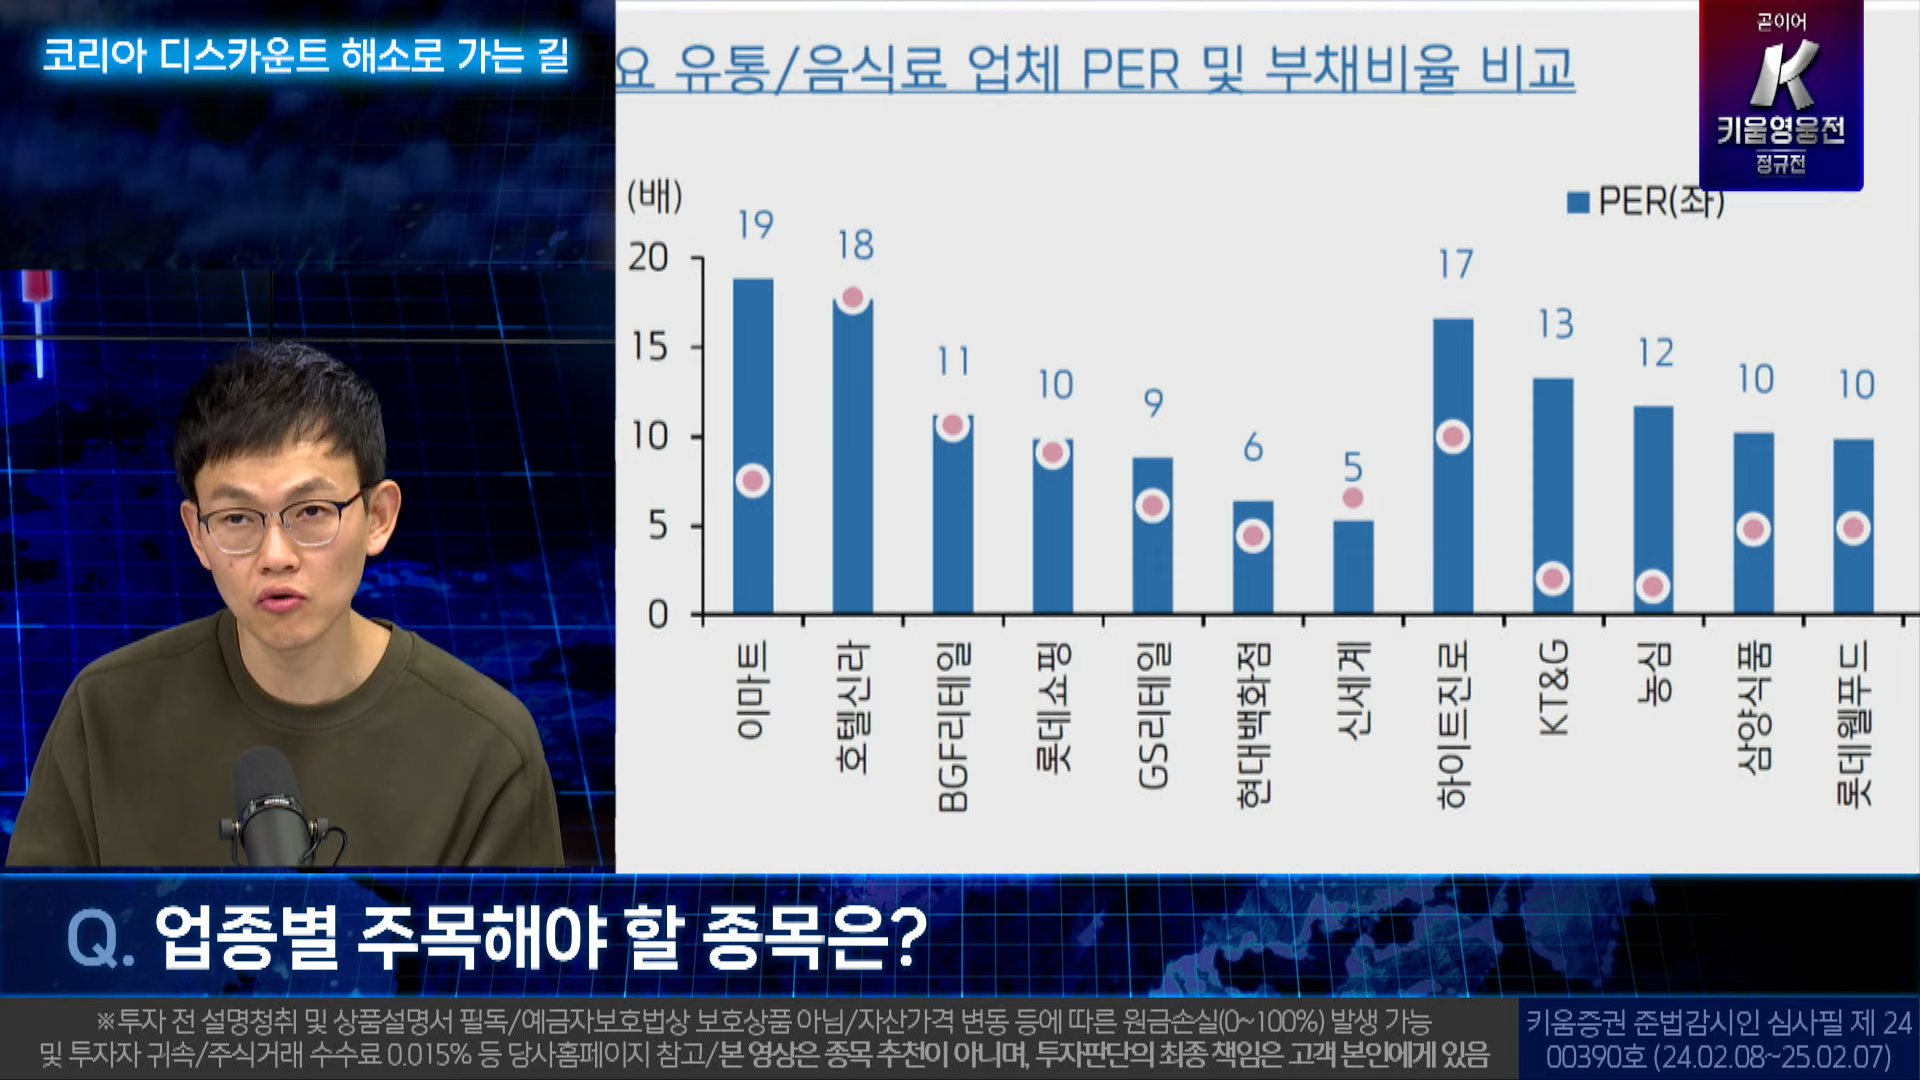 코리아 디스카운트 해소로 가는 길
요 유통/음식료 업체 PER 및 부채비율 비교
곧이어
K
키움영웅전
정규전
(배)
PER(좌)
20
15
10
5
0
19
18
11
10
9
6
5
17
13
12
10
10
이마트
호텔신라
BGF리테일
롯데쇼핑
GS리테일
현대백화점
신세계
하이트진로
KT&G
농심
삼양식품
롯데웰푸드
Q. 업종별 주목해야 할 종목은?
※투자 전 설명청취 및 상품설명서 필독/예금자보호법상 보호상품 아님/자산가격 변동 등에 따른 원금손실(0~100%) 발생 가능
및 투자자 귀속/주식거래 수수료 0.015% 등 당사홈페이지 참고/본 영상은 종목 추천이 아니며, 투자판단의 최종 책임은 고객 본인에게 있음
키움증권 준법감시인 심사필 제 24
00390호 (24.02.08~25.02.07)